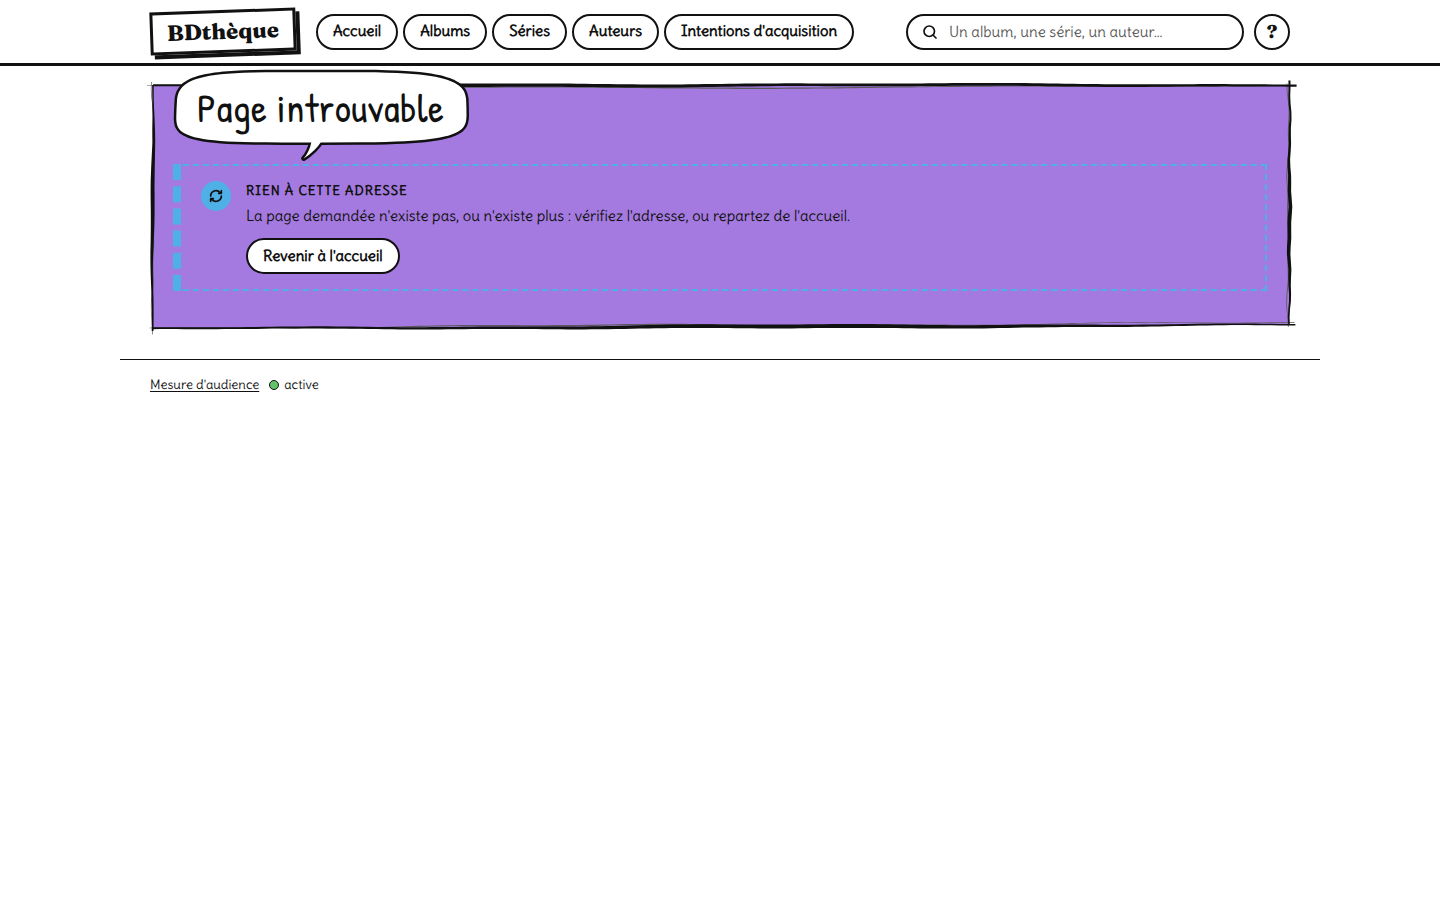 BDthèque
Accueil
Albums
Séries
Auteurs
Intentions d'acquisition
Un album, une série, un auteur...
?
Page introuvable
RIEN À CETTE ADRESSE
La page demandée n'existe pas, ou n'existe plus : vérifiez l'adresse, ou repartez de l'accueil.
Revenir à l'accueil
Mesure d'audience
active